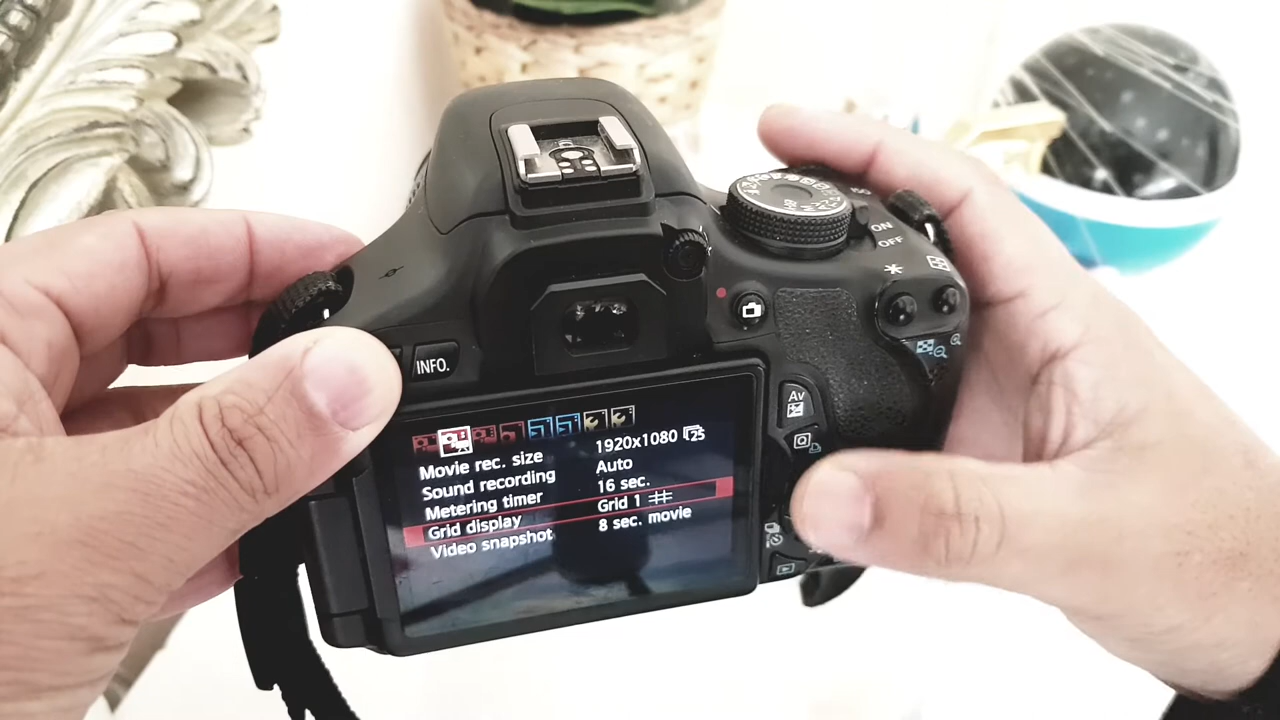 ON
OFF
INFO.
Av
Movie rec. size 1920x1080 25
Sound recording Auto
Metering timer 16 sec.
Grid display Grid 1
Video snapshot 8 sec. movie